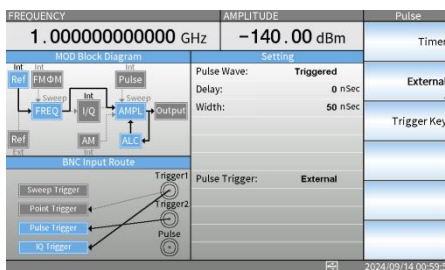 FREQUENCY AMPLITUDE Pulse
1.000000000000 GHz -140.00 dBm
MOD Block Diagram Setting
Timer
External
Trigger Key
Int Int Int
Ref FMΦM Pulse
Sweep Int Sweep
FREQ I/Q AMPL Output
Ref AM ALC
Ext Int
Pulse Wave: Triggered
Delay: 0 nSec
Width: 50 nSec
Pulse Trigger: External
BNC Input Route
Trigger1
Sweep Trigger
Point Trigger Trigger2
Pulse Trigger
Pulse
IQ Trigger
2024/09/14 00:59:5